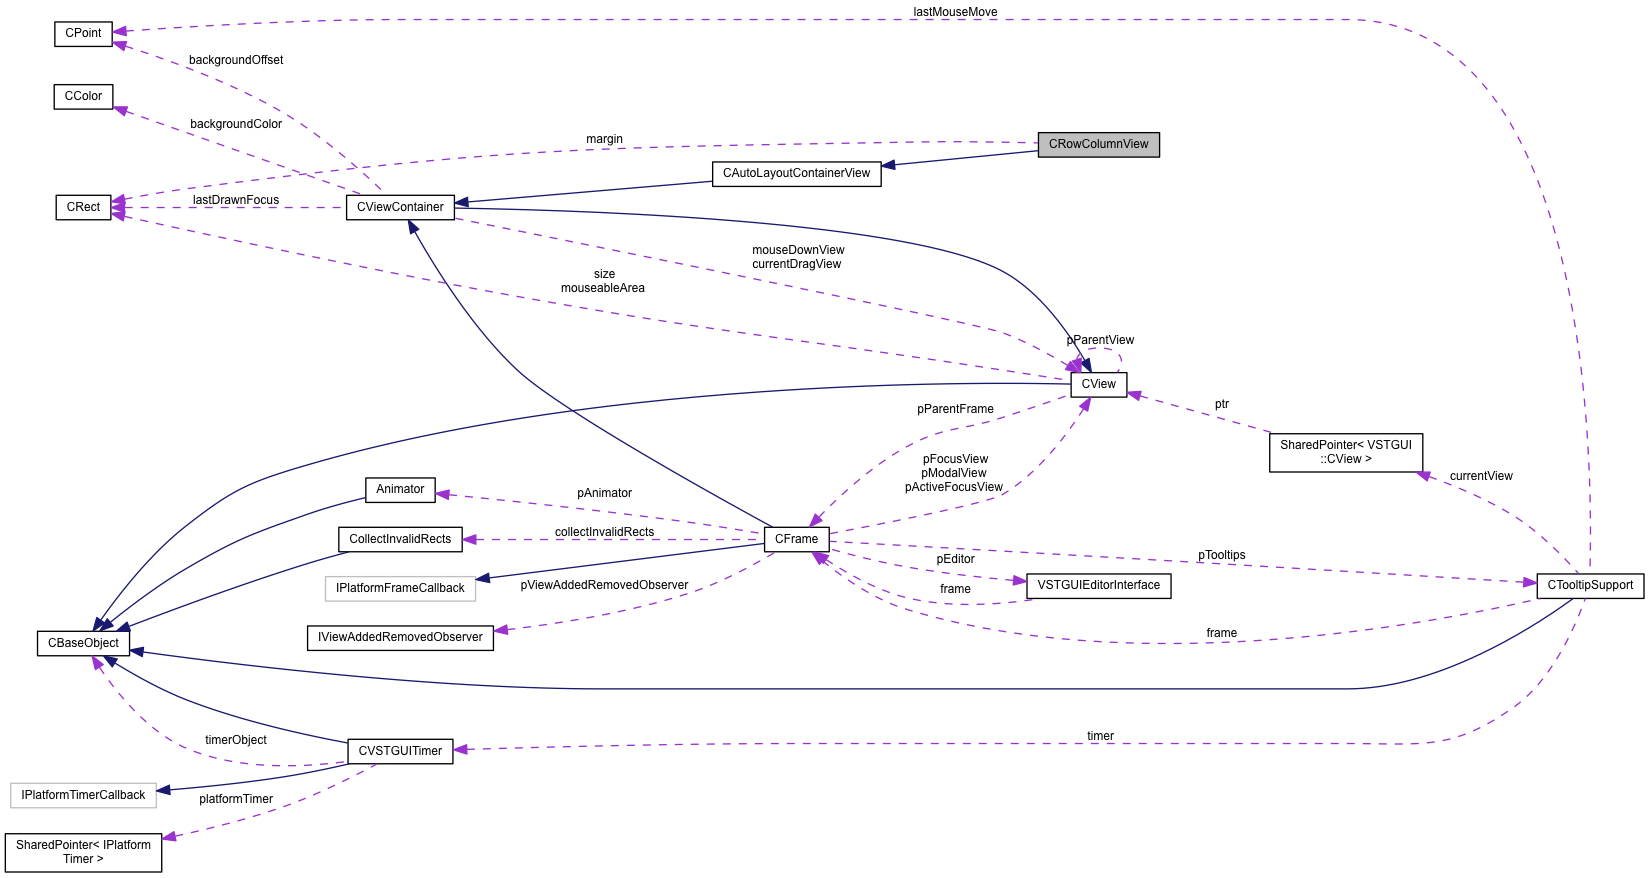 lastMouseMove
CPoint
backgroundOffset
CColor
backgroundColor
margin
CRowColumnView
CAutoLayoutContainerView
CRect
lastDrawnFocus
CViewContainer
mouseDownView
currentDragView
size
mouseableArea
pParentView
CView
pParentFrame
ptr
SharedPointer< VSTGUI
::CView >
pFocusView
pModalView
pActiveFocusView
currentView
Animator
pAnimator
CollectInvalidRects
collectInvalidRects
CFrame
pTooltips
pEditor
IPlatformFrameCallback
pViewAddedRemovedObserver
frame
VSTGUIEditorInterface
CTooltipSupport
IViewAddedRemovedObserver
frame
CBaseObject
timerObject
CVSTGUITimer
timer
IPlatformTimerCallback
platformTimer
SharedPointer< IPlatform
Timer >